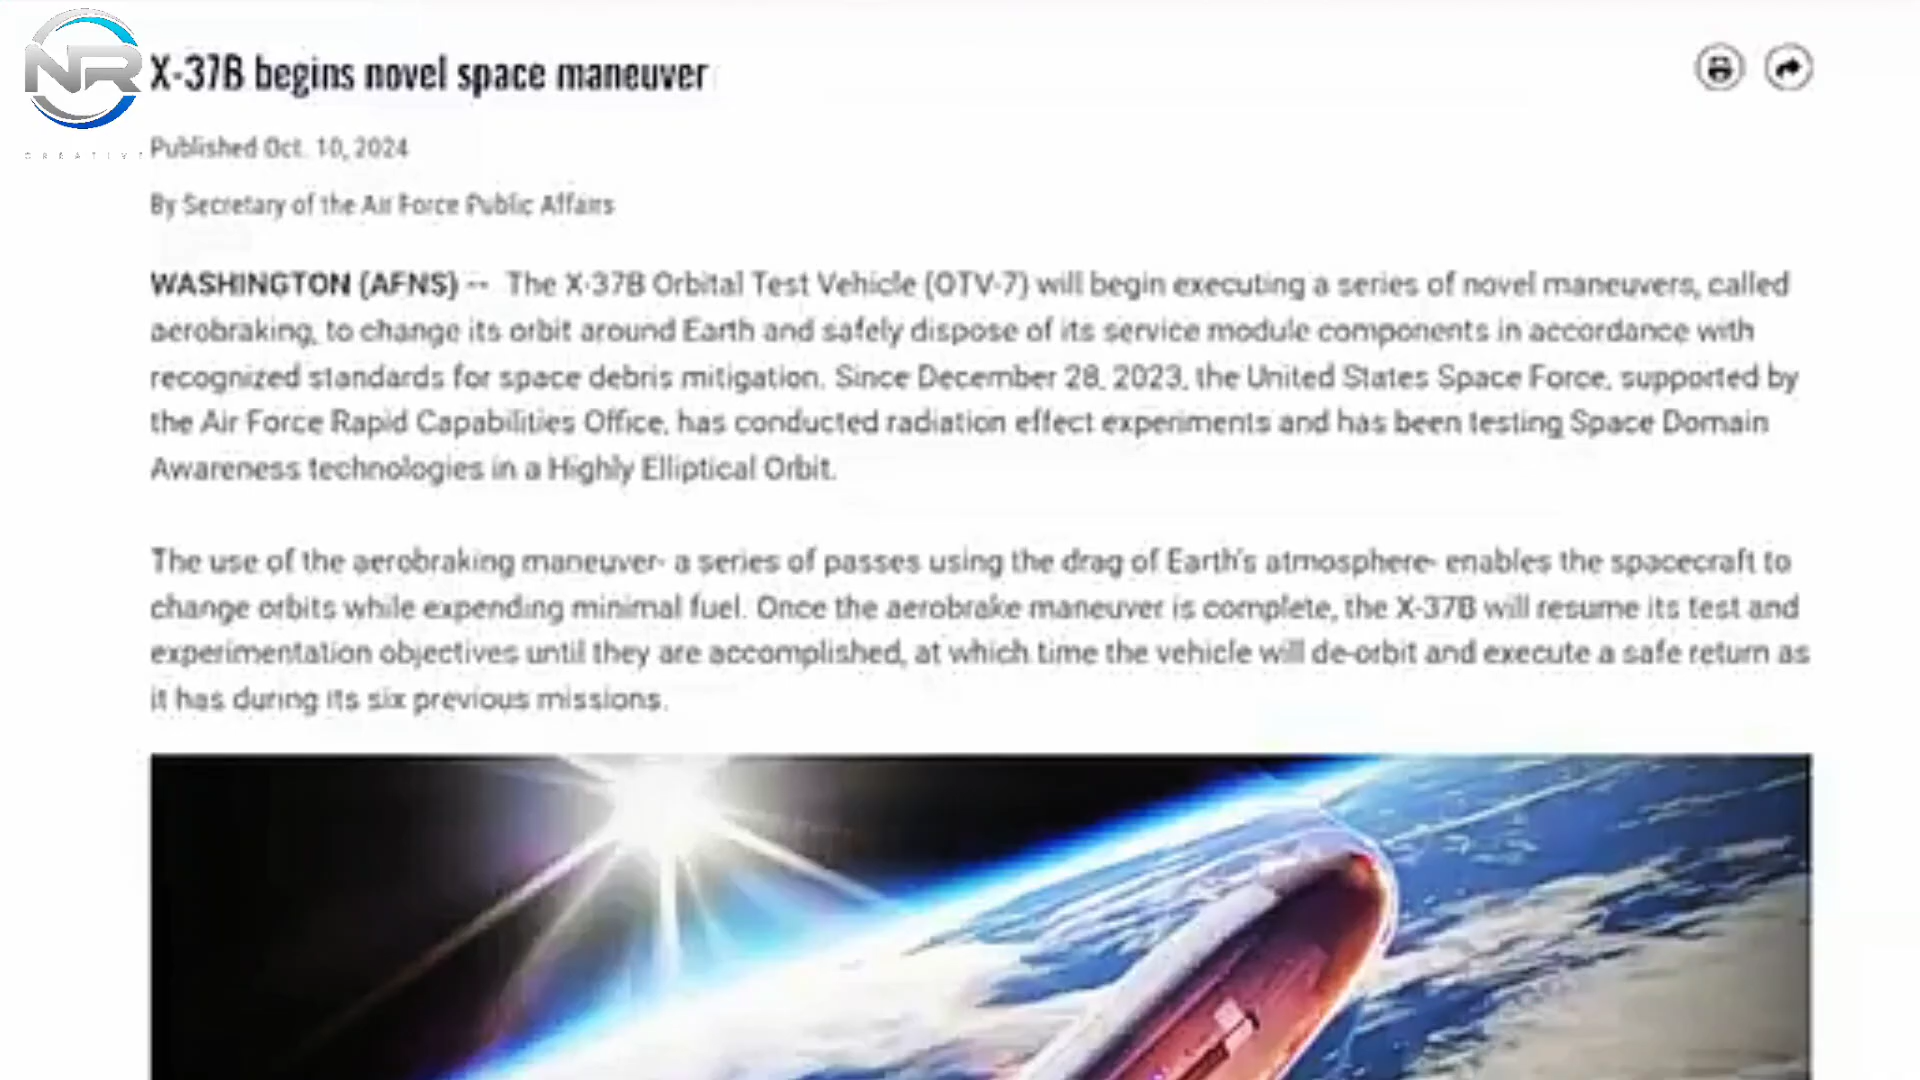 NR
CREATIVE
X-37B begins novel space maneuver
Published Oct. 10, 2024
By Secretary of the Air Force Public Affairs
WASHINGTON (AFNS) -- The X-37B Orbital Test Vehicle (OTV-7) will begin executing a series of novel maneuvers, called
aerobraking, to change its orbit around Earth and safely dispose of its service module components in accordance with
recognized standards for space debris mitigation. Since December 28, 2023, the United States Space Force, supported by
the Air Force Rapid Capabilities Office, has conducted radiation effect experiments and has been testing Space Domain
Awareness technologies in a Highly Elliptical Orbit.
The use of the aerobraking maneuver- a series of passes using the drag of Earth's atmosphere- enables the spacecraft to
change orbits while expending minimal fuel. Once the aerobrake maneuver is complete, the X-37B will resume its test and
experimentation objectives until they are accomplished, at which time the vehicle will de-orbit and execute a safe return as
it has during its six previous missions.